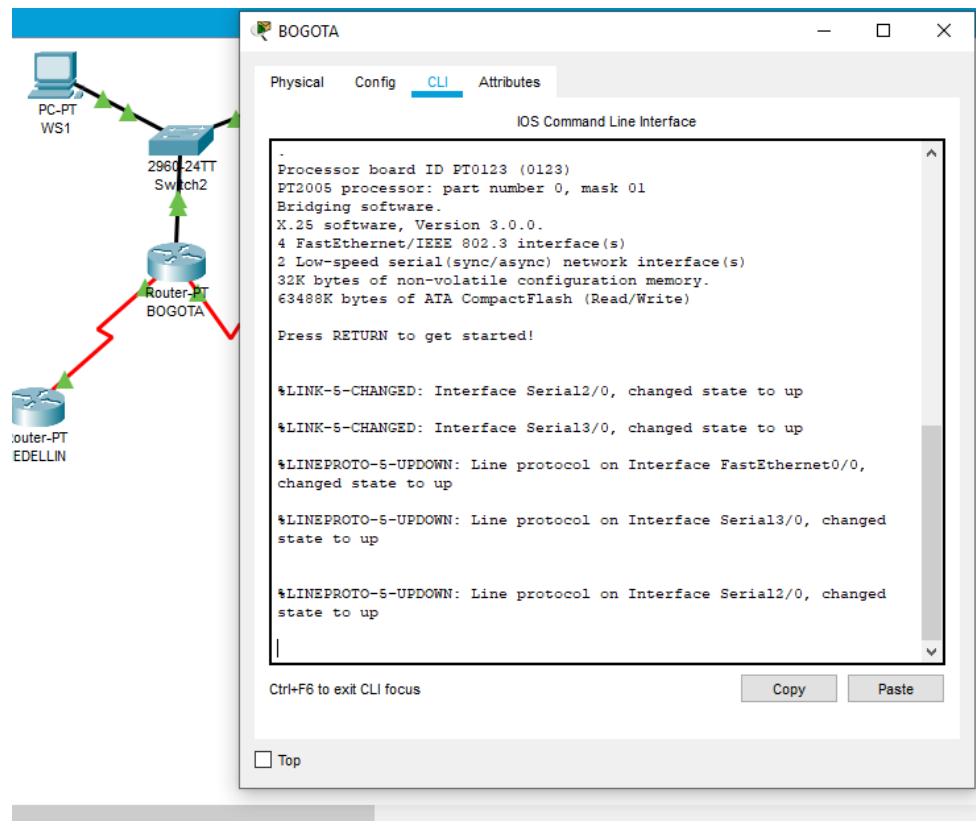 BOGOTA
Physical Config CLI Attributes
IOS Command Line Interface
.
Processor board ID PT0123 (0123)
PT2005 processor: part number 0, mask 01
Bridging software.
X.25 software, Version 3.0.0.
4 FastEthernet/IEEE 802.3 interface(s)
2 Low-speed serial(sync/async) network interface(s)
32K bytes of non-volatile configuration memory.
63488K bytes of ATA CompactFlash (Read/Write)
Press RETURN to get started!
%LINK-5-CHANGED: Interface Serial2/0, changed state to up
%LINK-5-CHANGED: Interface Serial3/0, changed state to up
%LINEPROTO-5-UPDOWN: Line protocol on Interface FastEthernet0/0,
changed state to up
%LINEPROTO-5-UPDOWN: Line protocol on Interface Serial3/0, changed
state to up
%LINEPROTO-5-UPDOWN: Line protocol on Interface Serial2/0, changed
state to up
Ctrl+F6 to exit CLI focus
Copy Paste
Top
PC-PT
WS1
2960-24TT
Switch2
Router-PT
BOGOTA
outer-PT
EDELLIN